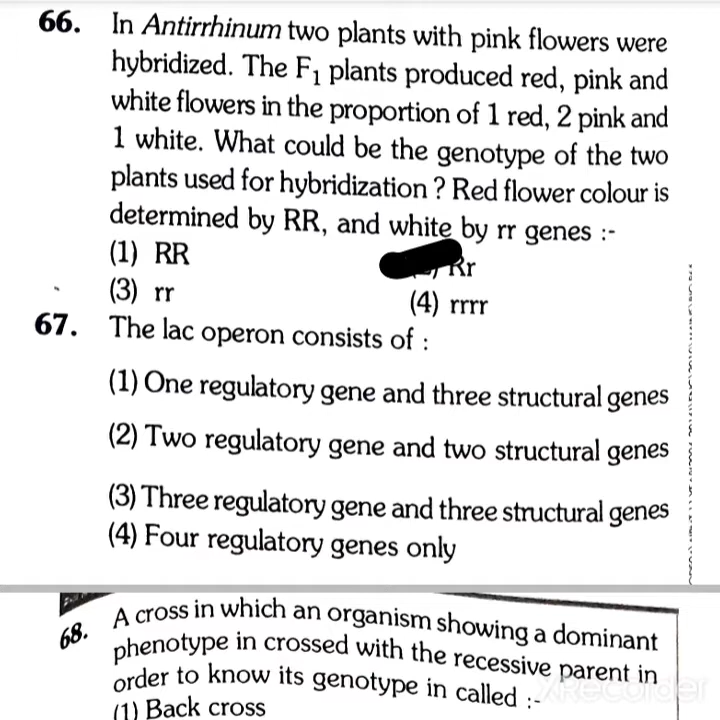 66. In Antirrhinum two plants with pink flowers were
hybridized. The F₁ plants produced red, pink and
white flowers in the proportion of 1 red, 2 pink and
1 white. What could be the genotype of the two
plants used for hybridization ? Red flower colour is
determined by RR, and white by rr genes :-
(1) RR
Rr
(3) rr
(4) rrrr
67. The lac operon consists of :
(1) One regulatory gene and three structural genes
(2) Two regulatory gene and two structural genes
(3) Three regulatory gene and three structural genes
(4) Four regulatory genes only
68. A cross in which an organism showing a dominant
phenotype in crossed with the recessive parent in
order to know its genotype in called :-
(1) Back cross
XRecorder